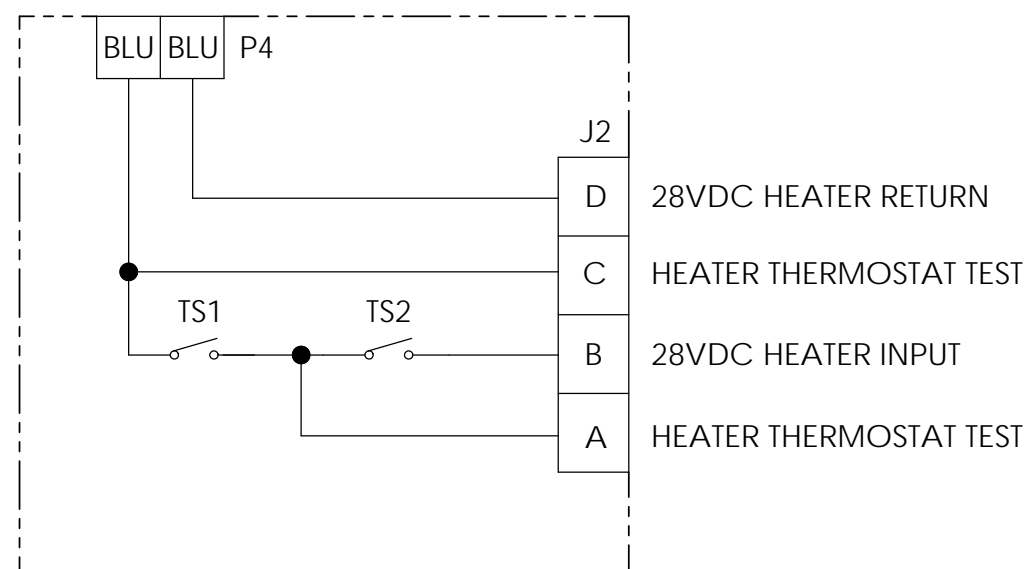 BLU BLU P4
J2
D 28VDC HEATER RETURN
C HEATER THERMOSTAT TEST
TS1 TS2
B 28VDC HEATER INPUT
A HEATER THERMOSTAT TEST